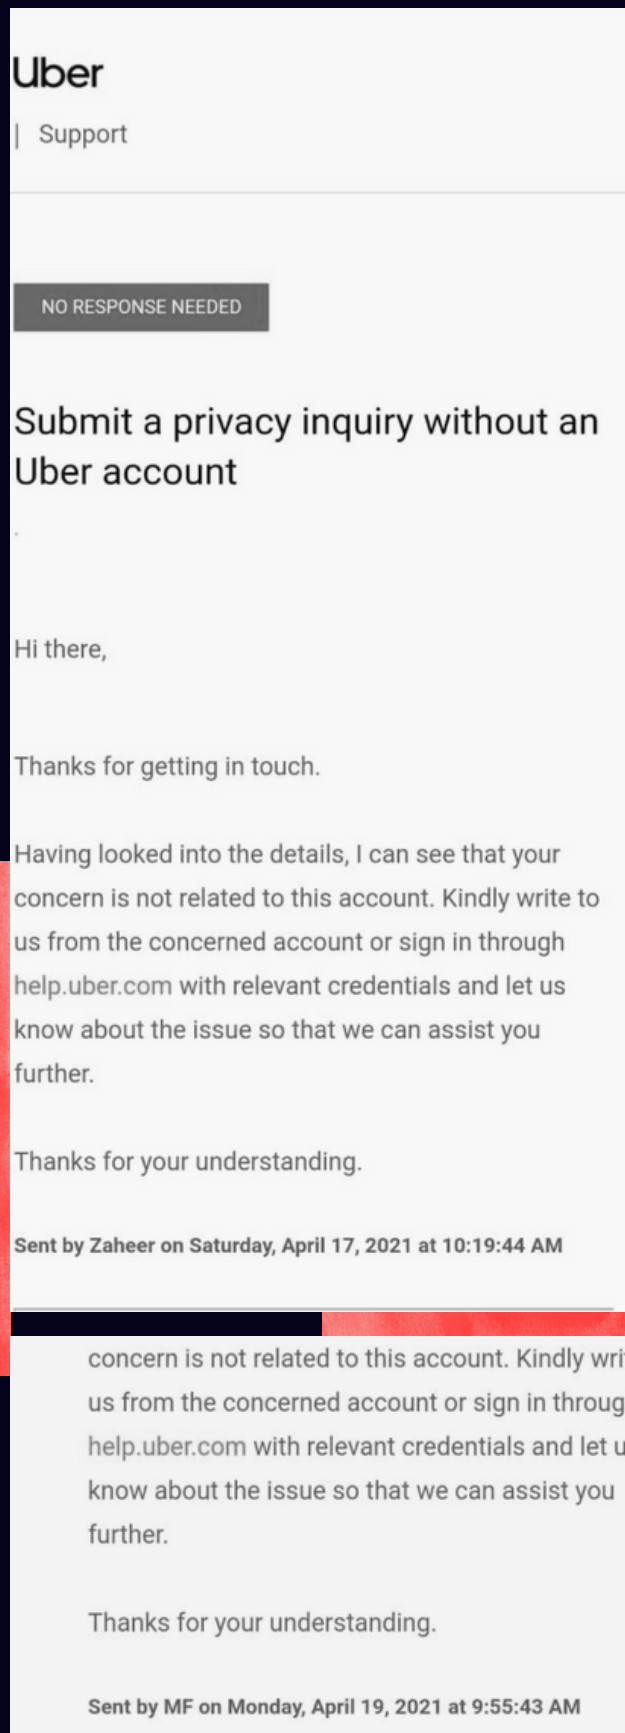 Uber
| Support
NO RESPONSE NEEDED
Submit a privacy inquiry without an
Uber account
Hi there,
Thanks for getting in touch.
Having looked into the details, I can see that your
concern is not related to this account. Kindly write to
us from the concerned account or sign in through
help.uber.com with relevant credentials and let us
know about the issue so that we can assist you
further.
Thanks for your understanding.
Sent by Zaheer on Saturday, April 17, 2021 at 10:19:44 AM
concern is not related to this account. Kindly wri
us from the concerned account or sign in throug
help.uber.com with relevant credentials and let u
know about the issue so that we can assist you
further.
Thanks for your understanding.
Sent by MF on Monday, April 19, 2021 at 9:55:43 AM